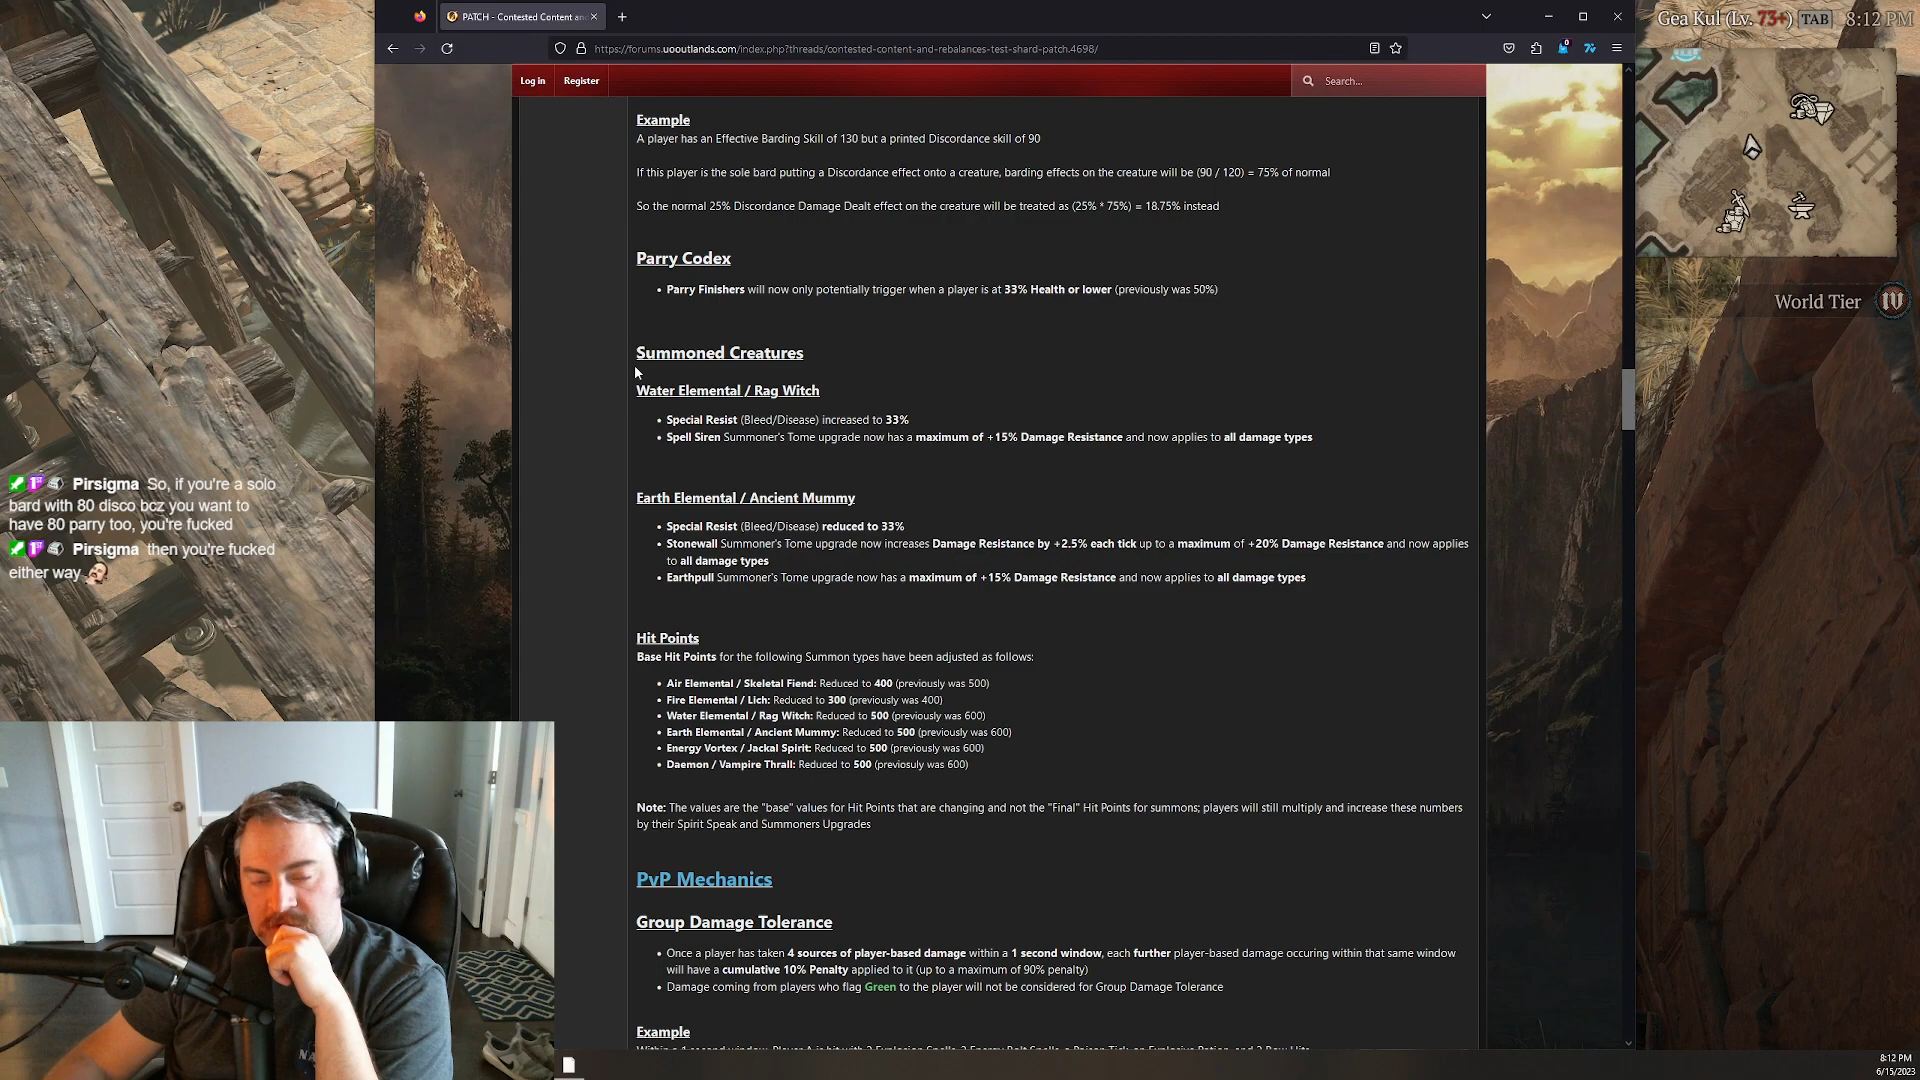 PATCH - Contested Content an
https://forums.uooutlands.com/index.php?threads/contested-content-and-rebalances-test-shard-patch.4698/
Gea Kul (Lv. 73+) TAB 8:12 PM
Log in Register Search...
Example
A player has an Effective Barding Skill of 130 but a printed Discordance skill of 90
If this player is the sole bard putting a Discordance effect onto a creature, barding effects on the creature will be (90 / 120) = 75% of normal
So the normal 25% Discordance Damage Dealt effect on the creature will be treated as (25% * 75%) = 18.75% instead
Parry Codex
• Parry Finishers will now only potentially trigger when a player is at 33% Health or lower (previously was 50%)
World Tier IV
Summoned Creatures
Water Elemental / Rag Witch
• Special Resist (Bleed/Disease) increased to 33%
• Spell Siren Summoner's Tome upgrade now has a maximum of +15% Damage Resistance and now applies to all damage types
Pirsigma So, if you're a solo
bard with 80 disco bcz you want to
have 80 parry too, you're fucked
Pirsigma then you're fucked
either way
Earth Elemental / Ancient Mummy
• Special Resist (Bleed/Disease) reduced to 33%
• Stonewall Summoner's Tome upgrade now increases Damage Resistance by +2.5% each tick up to a maximum of +20% Damage Resistance and now applies
to all damage types
• Earthpull Summoner's Tome upgrade now has a maximum of +15% Damage Resistance and now applies to all damage types
Hit Points
Base Hit Points for the following Summon types have been adjusted as follows:
• Air Elemental / Skeletal Fiend: Reduced to 400 (previously was 500)
• Fire Elemental / Lich: Reduced to 300 (previously was 400)
• Water Elemental / Rag Witch: Reduced to 500 (previously was 600)
• Earth Elemental / Ancient Mummy: Reduced to 500 (previously was 600)
• Energy Vortex / Jackal Spirit: Reduced to 500 (previously was 600)
• Daemon / Vampire Thrall: Reduced to 500 (previosuly was 600)
Note: The values are the "base" values for Hit Points that are changing and not the "Final" Hit Points for summons; players will still multiply and increase these numbers
by their Spirit Speak and Summoners Upgrades
PvP Mechanics
Group Damage Tolerance
• Once a player has taken 4 sources of player-based damage within a 1 second window, each further player-based damage occuring within that same window
will have a cumulative 10% Penalty applied to it (up to a maximum of 90% penalty)
• Damage coming from players who flag Green to the player will not be considered for Group Damage Tolerance
Example
8:12 PM
6/15/2023